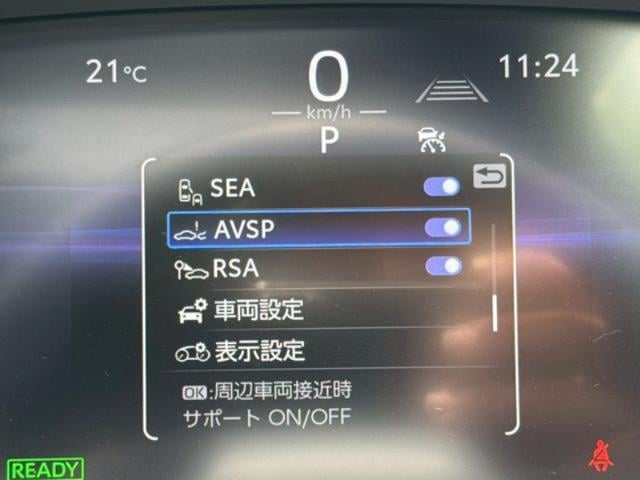 21°C
0
km/h
11:24
P
SEA
AVSP
RSA
車両設定
表示設定
OK:周辺車両接近時
サポート ON/OFF
READY